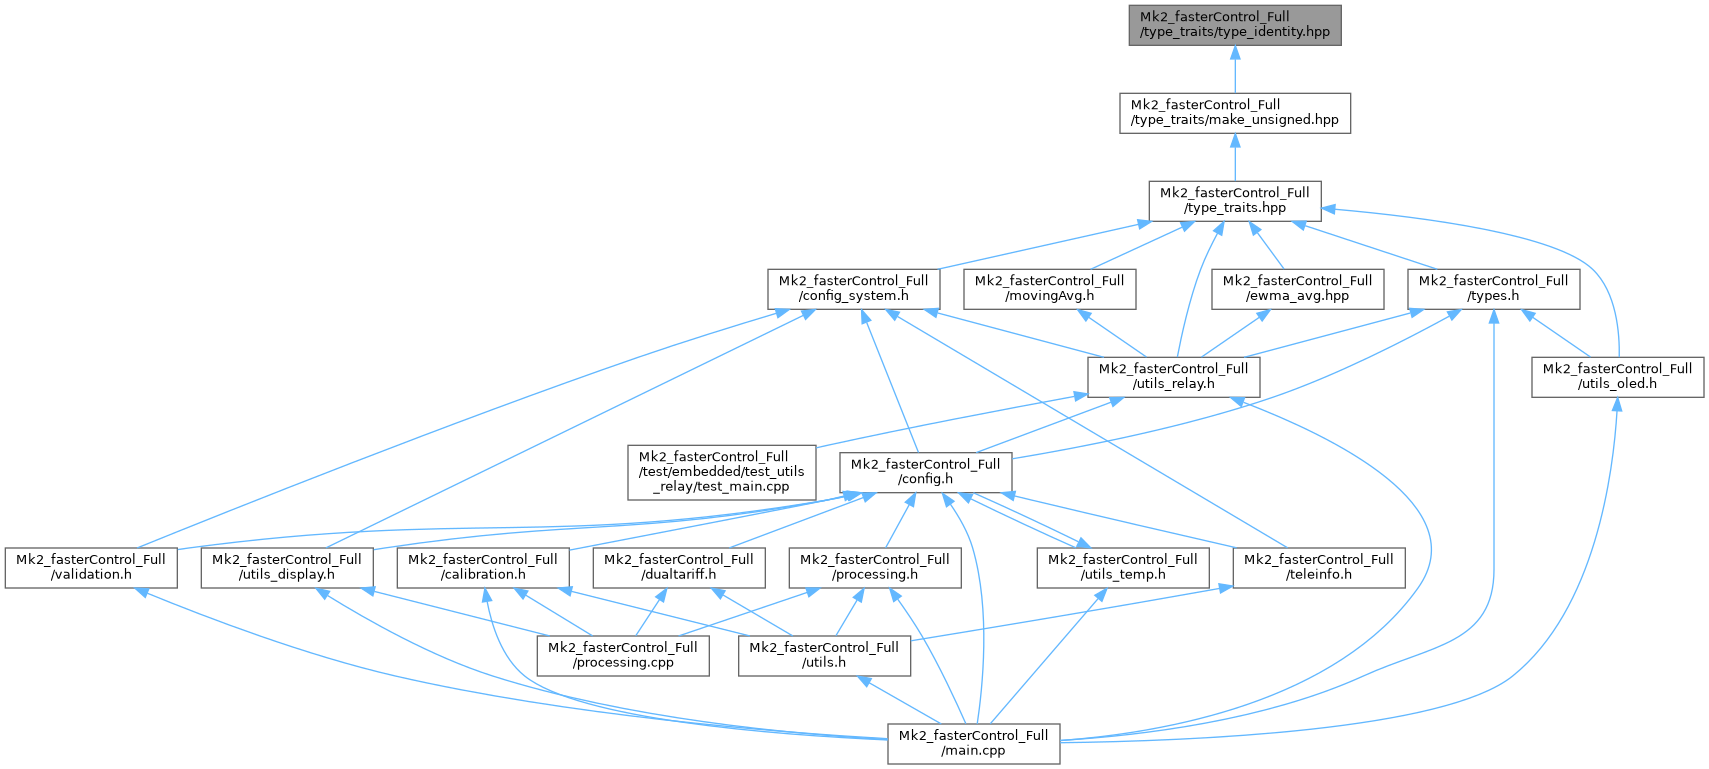 Mk2_fasterControl_Full
/type_traits/type_identity.hpp
Mk2_fasterControl_Full
/type_traits/make_unsigned.hpp
Mk2_fasterControl_Full
/type_traits.hpp
Mk2_fasterControl_Full
/config_system.h
Mk2_fasterControl_Full
/movingAvg.h
Mk2_fasterControl_Full
/ewma_avg.hpp
Mk2_fasterControl_Full
/types.h
Mk2_fasterControl_Full
/utils_relay.h
Mk2_fasterControl_Full
/utils_oled.h
Mk2_fasterControl_Full
/test/embedded/test_utils
_relay/test_main.cpp
Mk2_fasterControl_Full
/config.h
Mk2_fasterControl_Full
/validation.h
Mk2_fasterControl_Full
/utils_display.h
Mk2_fasterControl_Full
/calibration.h
Mk2_fasterControl_Full
/dualtariff.h
Mk2_fasterControl_Full
/processing.h
Mk2_fasterControl_Full
/utils_temp.h
Mk2_fasterControl_Full
/teleinfo.h
Mk2_fasterControl_Full
/processing.cpp
Mk2_fasterControl_Full
/utils.h
Mk2_fasterControl_Full
/main.cpp